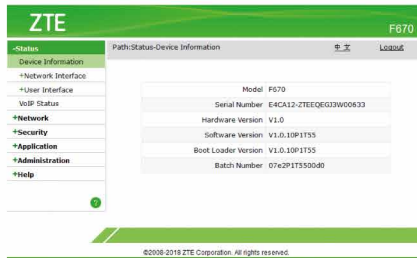 ZTE
F670
-Status
Device Information
+Network Interface
+User Interface
VoIP Status
+Network
+Security
+Application
+Administration
+Help
?
Path:Status-Device Information
中 文
Logout
Model F670
Serial Number E4CA12-ZTEEQEGJ3W00633
Hardware Version V1.0
Software Version V1.0.10P1T55
Boot Loader Version V1.0.10P1T55
Batch Number 07e2P1T5500d0
©2008-2018 ZTE Corporation. All rights reserved.